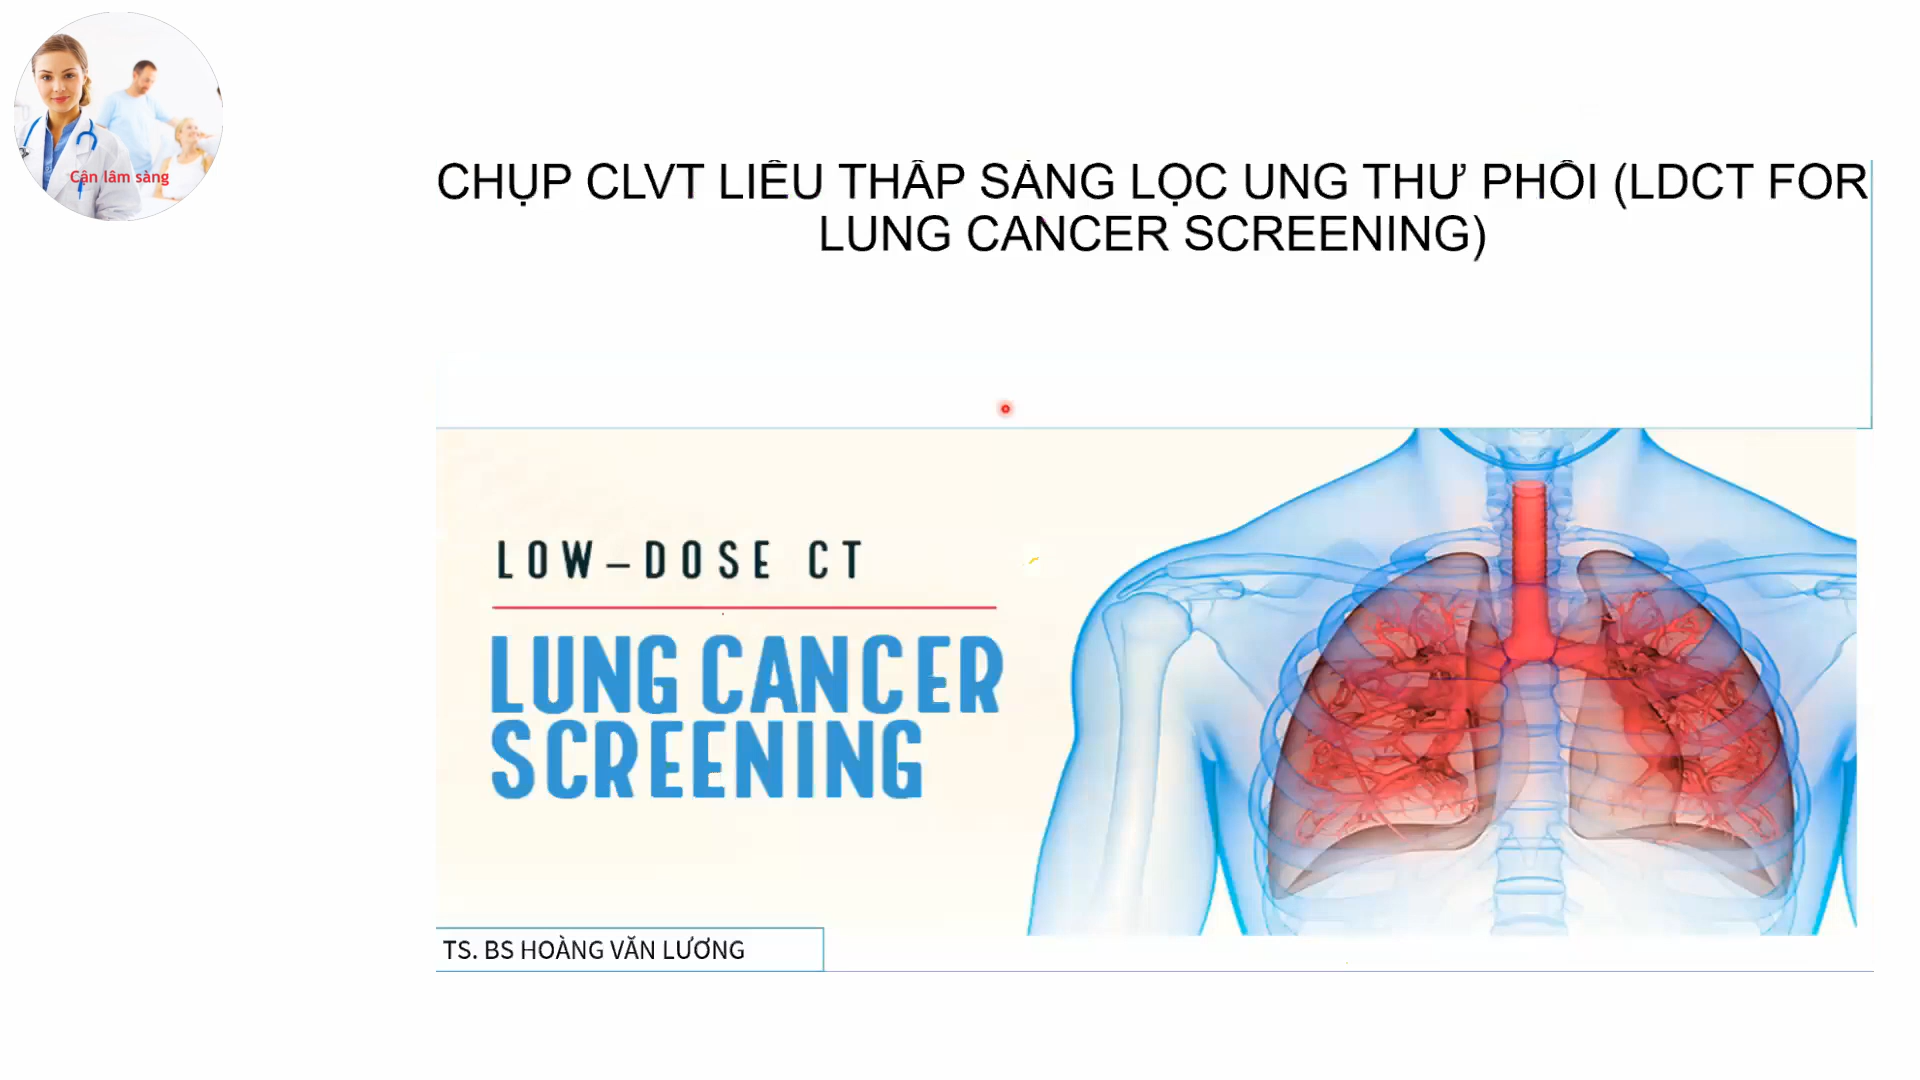 Cận lâm sàng
CHỤP CLVT LIỀU THẤP SÀNG LỌC UNG THƯ PHỔI (LDCT FOR
LUNG CANCER SCREENING)
LOW-DOSE CT
LUNG CANCER
SCREENING
TS. BS HOÀNG VĂN LƯƠNG